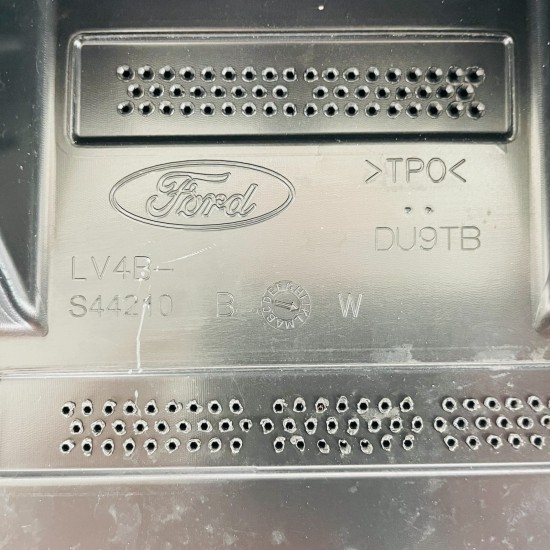 Ford
>TPO<
DU9TB
LV4B-
S44210 B W